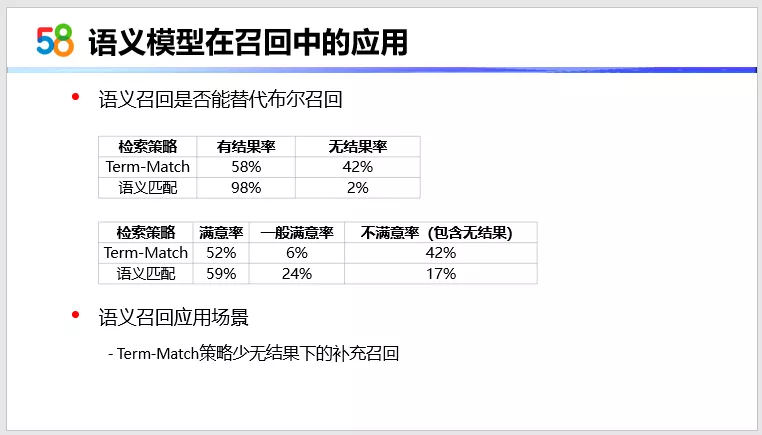 58 语义模型在召回中的应用
• 语义召回是否能替代布尔召回
检索策略 有结果率 无结果率
Term-Match 58% 42%
语义匹配 98% 2%
检索策略 满意率 一般满意率 不满意率（包含无结果）
Term-Match 52% 6% 42%
语义匹配 59% 24% 17%
• 语义召回应用场景
- Term-Match策略少无结果下的补充召回